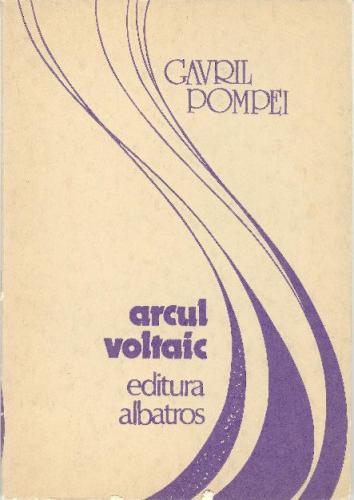 GAVRIL
POMPEI
arcul
voltaic
editura
albatros